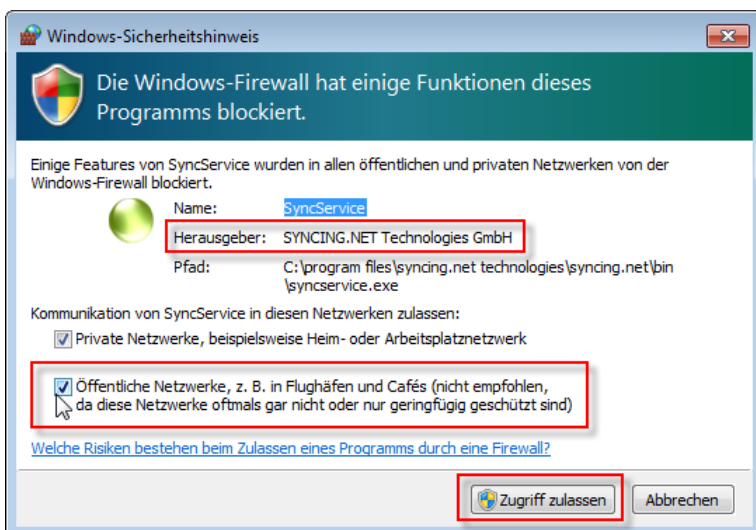 Windows-Sicherheitshinweis
Die Windows-Firewall hat einige Funktionen dieses
Programms blockiert.
Einige Features von SyncService wurden in allen öffentlichen und privaten Netzwerken von der
Windows-Firewall blockiert.
Name: SyncService
Herausgeber: SYNCING.NET Technologies GmbH
Pfad: C:\program files\syncing.net technologies\syncing.net\bin
\syncservice.exe
Kommunikation von SyncService in diesen Netzwerken zulassen:
Private Netzwerke, beispielsweise Heim- oder Arbeitsplatznetzwerk
Öffentliche Netzwerke, z. B. in Flughäfen und Cafés (nicht empfohlen,
da diese Netzwerke oftmals gar nicht oder nur geringfügig geschützt sind)
Welche Risiken bestehen beim Zulassen eines Programms durch eine Firewall?
Zugriff zulassen Abbrechen